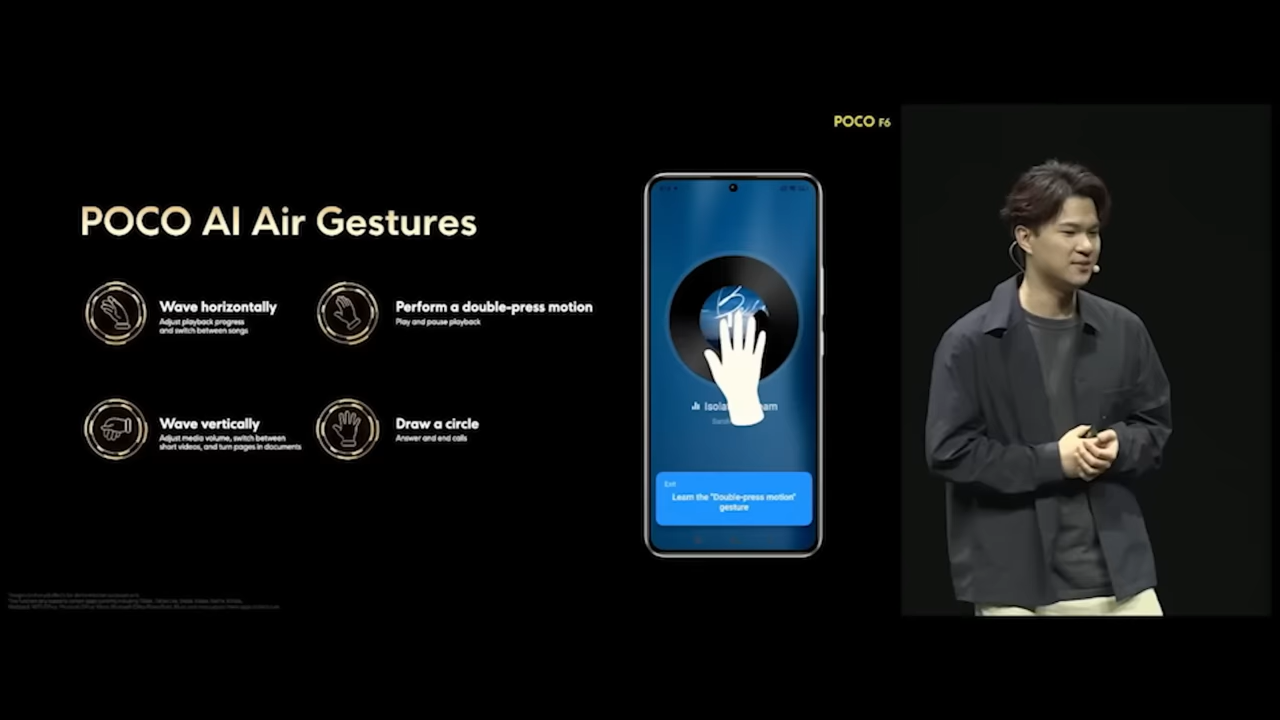 POCO F6
POCO AI Air Gestures
Wave horizontally
Adjust playback progress
and switch between songs
Perform a double-press motion
Play and pause playback
Wave vertically
Adjust media volume, switch between
short videos, and turn pages in documents
Draw a circle
Answer and end calls
Exit
Learn the "Double-press motion"
gesture